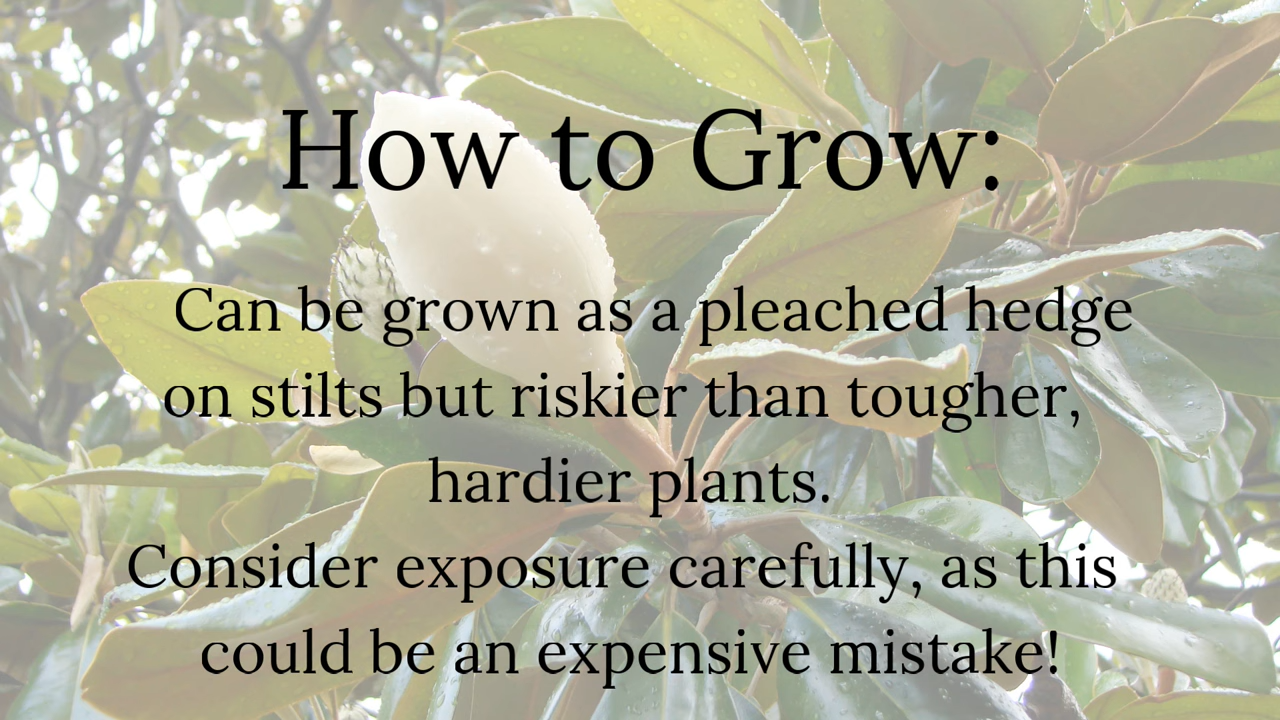 How to Grow:
Can be grown as a pleached hedge
on stilts but riskier than tougher,
hardier plants.
Consider exposure carefully, as this
could be an expensive mistake!